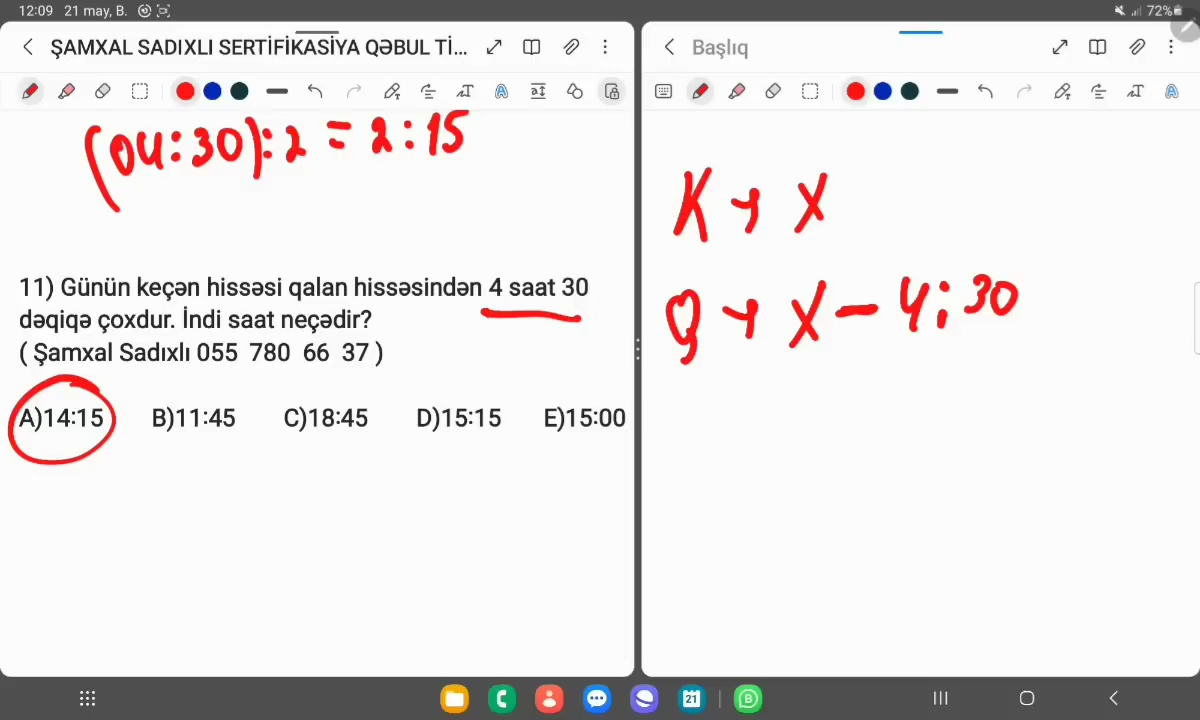 12:09 21 may, B. 72%
ŞAMXAL SADIXLI SERTİFİKASİYA QƏBUL Tİ...
(04:30):2 = 2:15
11) Günün keçən hissəsi qalan hissəsindən 4 saat 30
dəqiqə çoxdur. İndi saat neçədir?
( Şamxal Sadıxlı 055 780 66 37 )
A)14:15 B)11:45 C)18:45 D)15:15 E)15:00
Başlıq
K → X
Q → X - 4:30
21